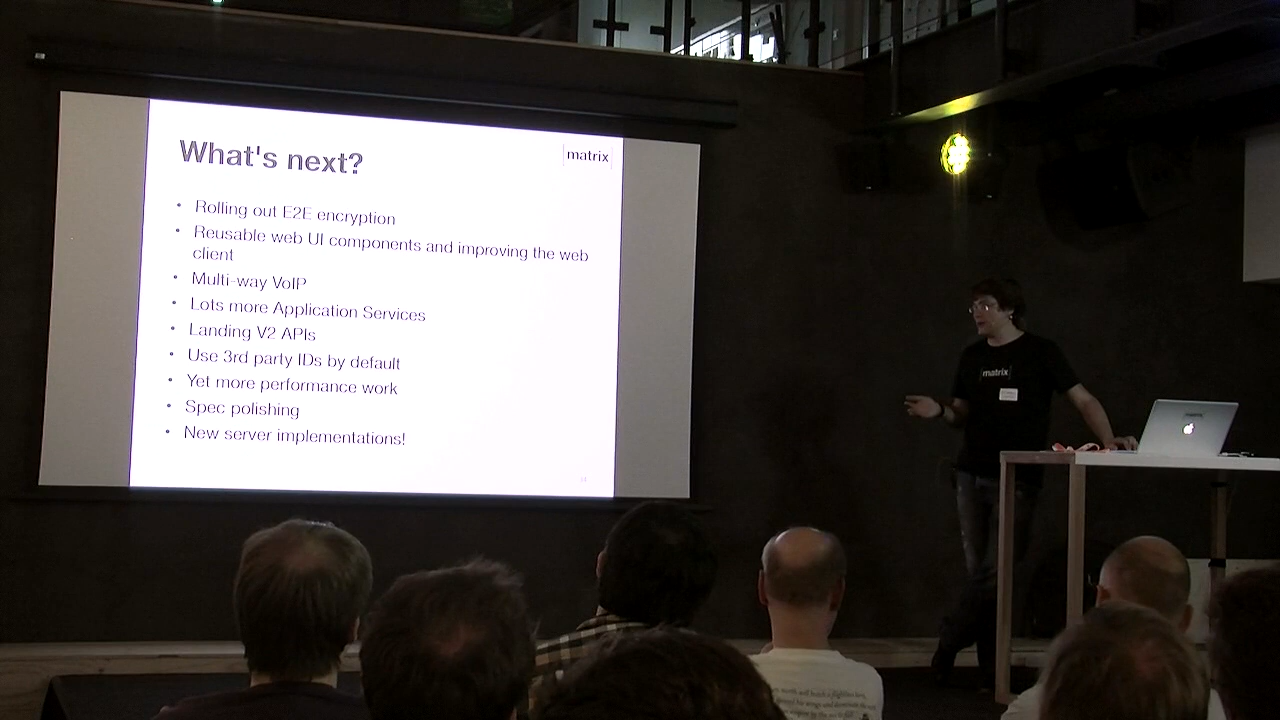 What's next?
[matrix]
• Rolling out E2E encryption
• Reusable web UI components and improving the web
client
• Multi-way VoIP
• Lots more Application Services
• Landing V2 APIs
• Use 3rd party IDs by default
• Yet more performance work
• Spec polishing
• New server implementations!
[matrix]